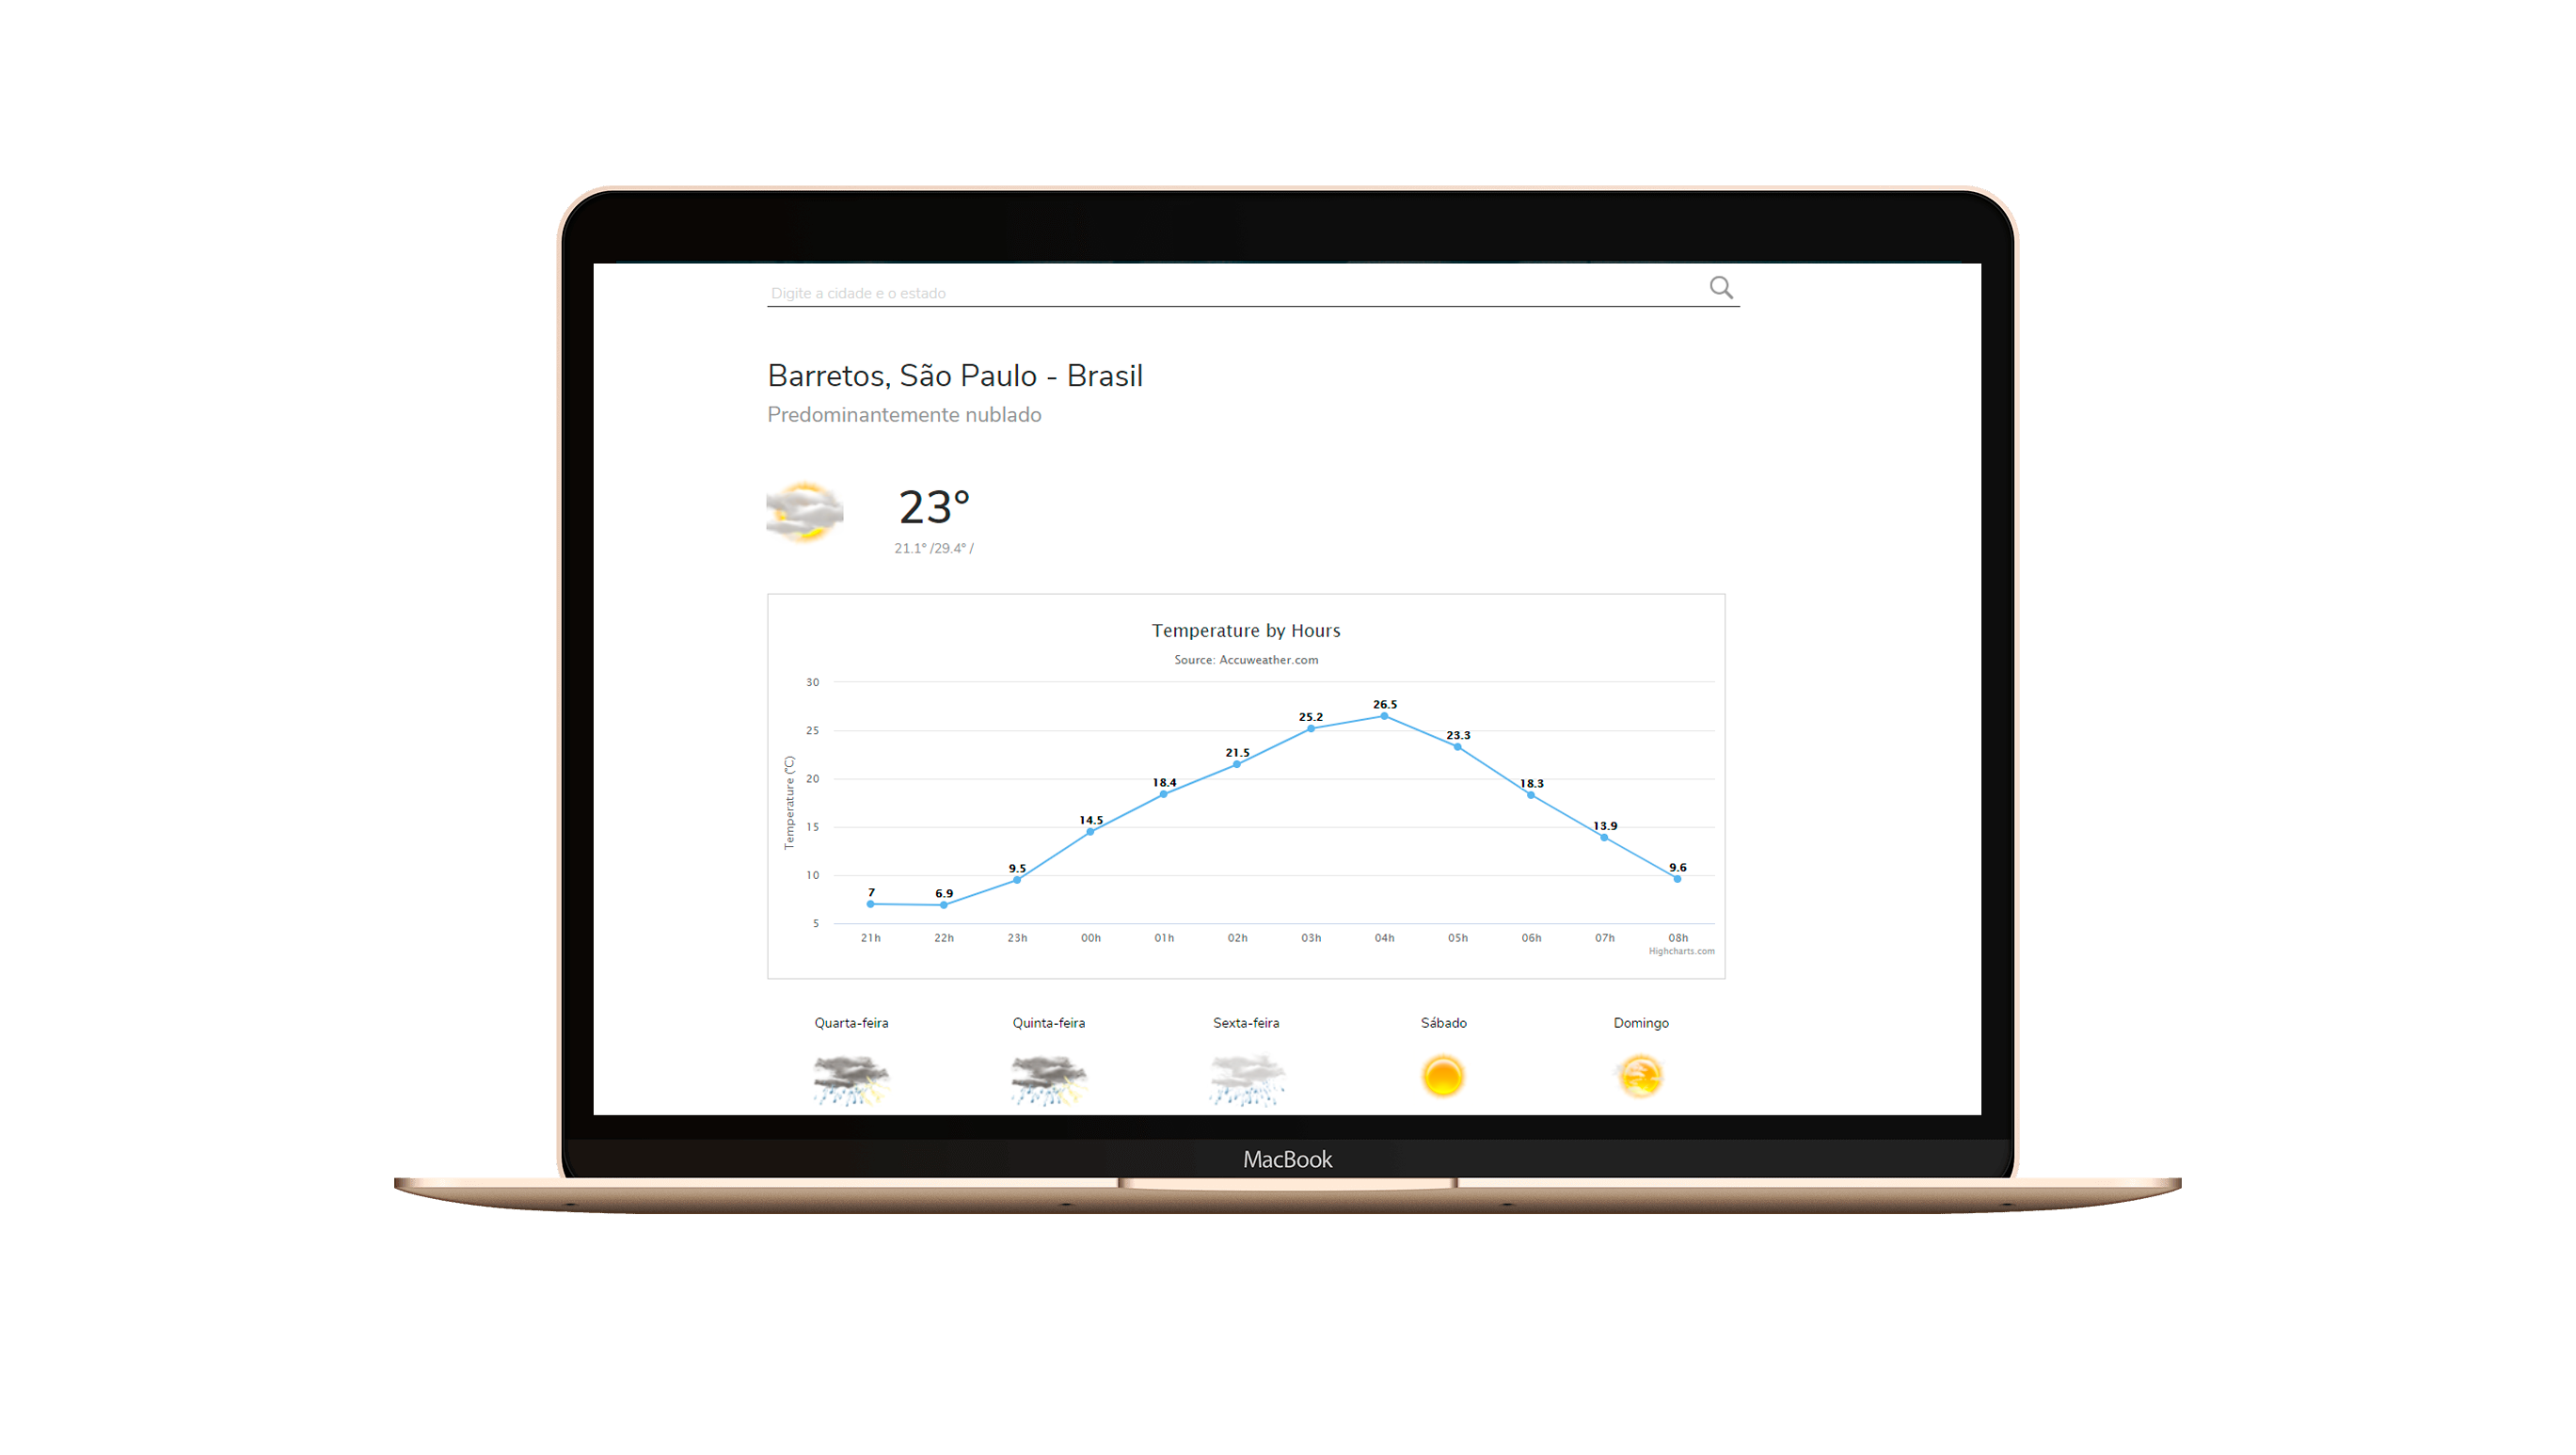 Digite a cidade e o estado
Barretos, São Paulo - Brasil
Predominantemente nublado
23°
21.1° /29.4° /
Temperature by Hours
Source: Accuweather.com
Temperature (°C)
30
25
20
15
10
5
7
6.9
9.5
14.5
18.4
21.5
25.2
26.5
23.3
18.3
13.9
9.6
21h 22h 23h 00h 01h 02h 03h 04h 05h 06h 07h 08h
Highcharts.com
Quarta-feira Quinta-feira Sexta-feira Sábado Domingo
MacBook